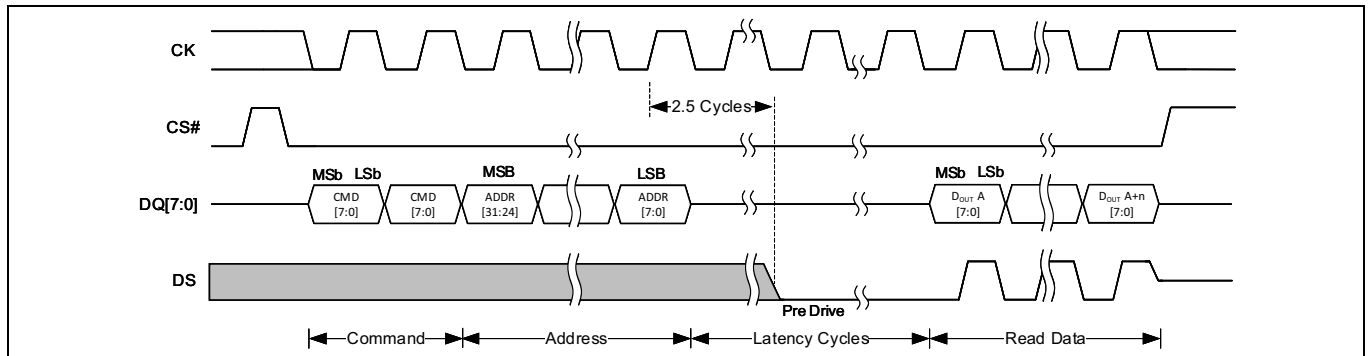 CK
2.5 Cycles
CS#
MSb LSb MSB LSB MSb LSb
DQ[7:0] CMD [7:0] CMD [7:0] ADDR [31:24] ADDR [7:0] DOUT A [7:0] DOUT A+n [7:0]
DS
Pre Drive
Command Address Latency Cycles Read Data